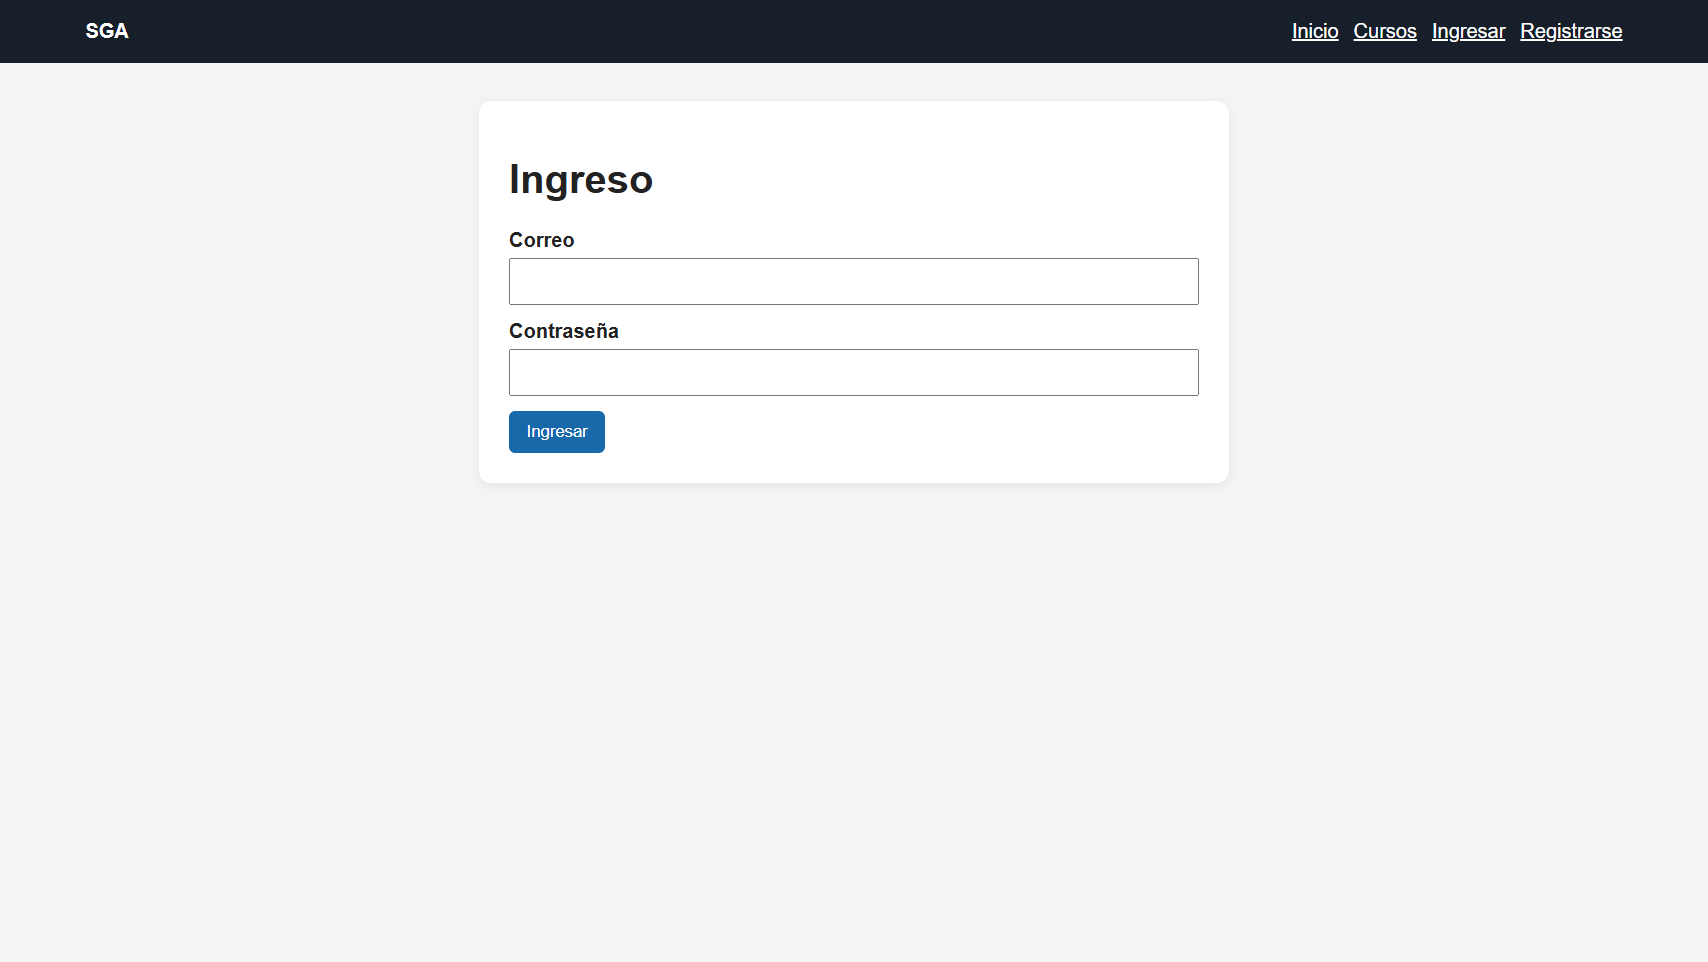 SGA
Inicio Cursos Ingresar Registrarse
Ingreso
Correo
Contraseña
Ingresar